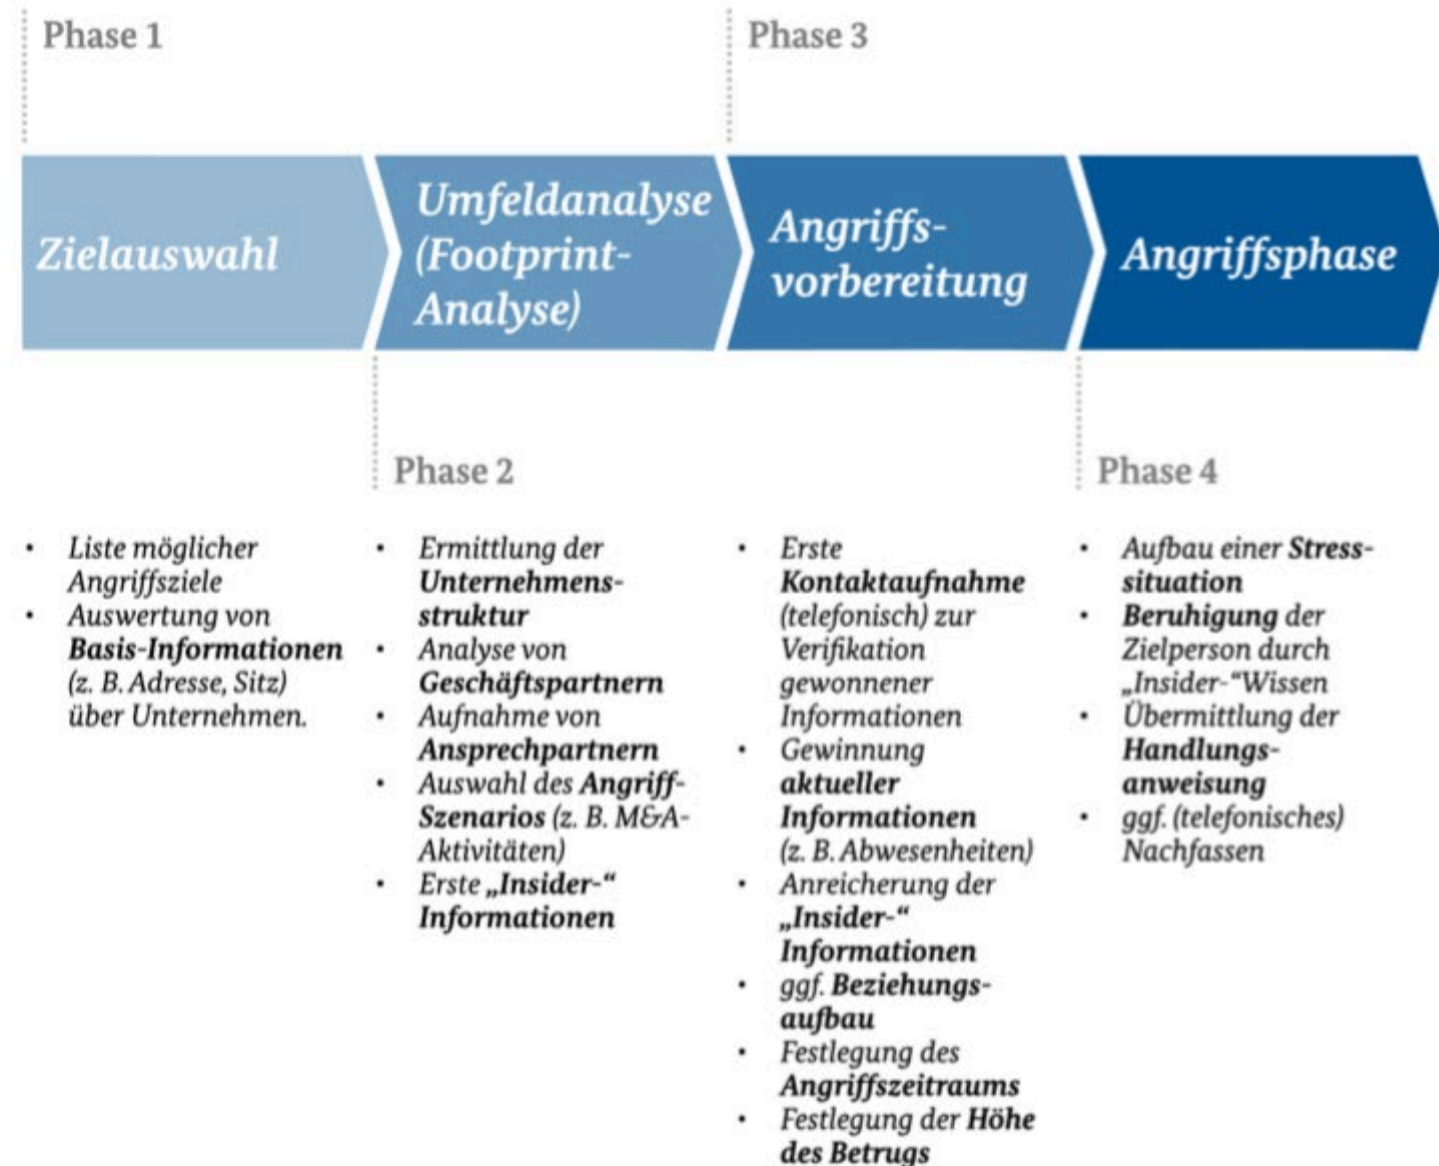 Phase 1
Phase 3
Zielauswahl
Umfeldanalyse
(Footprint-
Analyse)
Angriffs-
vorbereitung
Angriffsphase
Phase 2
Phase 4
• Liste möglicher
Angriffsziele
• Auswertung von
Basis-Informationen
(z. B. Adresse, Sitz)
über Unternehmen.
• Ermittlung der
Unternehmens-
struktur
• Analyse von
Geschäftspartnern
• Aufnahme von
Ansprechpartnern
• Auswahl des Angriff-
Szenarios (z. B. M&A-
Aktivitäten)
• Erste „Insider-“
Informationen
• Erste
Kontaktaufnahme
(telefonisch) zur
Verifikation
gewonnener
Informationen
• Gewinnung
aktueller
Informationen
(z. B. Abwesenheiten)
• Anreicherung der
„Insider-“
Informationen
• ggf. Beziehungs-
aufbau
• Festlegung des
Angriffszeitraums
• Festlegung der Höhe
des Betrugs
• Aufbau einer Stress-
situation
• Beruhigung der
Zielperson durch
„Insider-“Wissen
• Übermittlung der
Handlungs-
anweisung
• ggf. (telefonisches)
Nachfassen